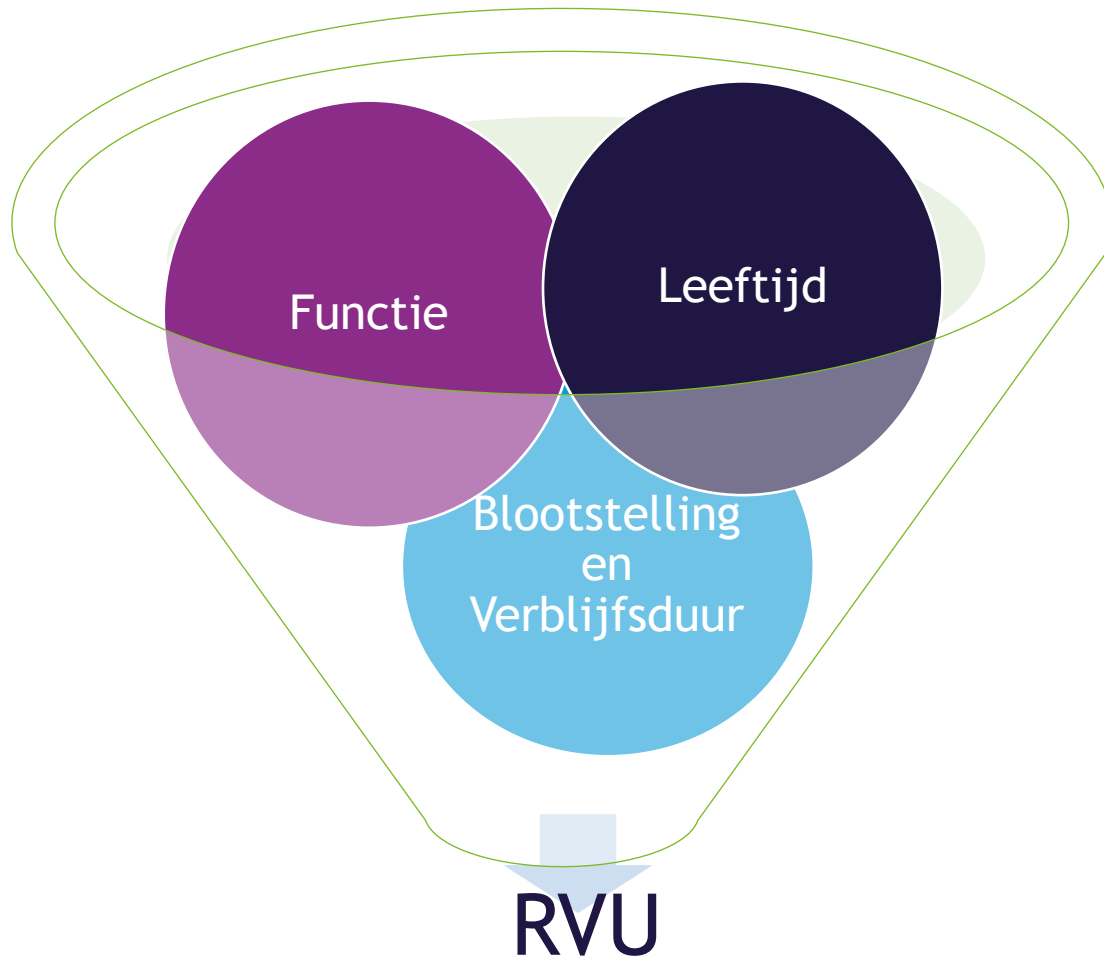 Functie
Leeftijd
Blootstelling
en
Verblijfsduur
RVU